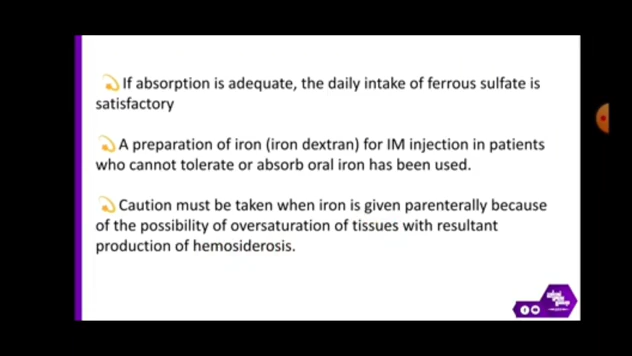 If absorption is adequate, the daily intake of ferrous sulfate is
satisfactory
A preparation of iron (iron dextran) for IM injection in patients
who cannot tolerate or absorb oral iron has been used.
Caution must be taken when iron is given parenterally because
of the possibility of oversaturation of tissues with resultant
production of hemosiderosis.